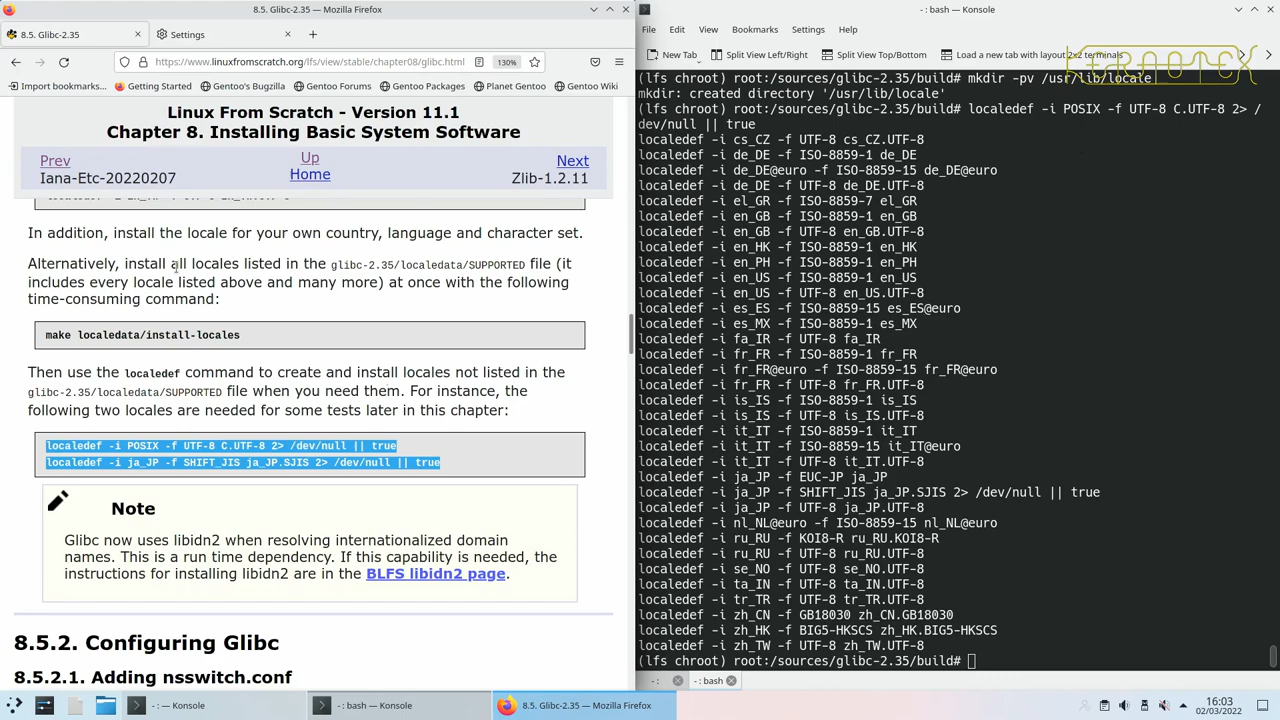 8.5. Glibc-2.35 — Mozilla Firefox
8.5. Glibc-2.35
Settings
https://www.linuxfromscratch.org/lfs/view/stable/c
130%
Import bookmarks...
Getting Started
Gentoo's Bugzilla
Gentoo Forums
Gentoo Packages
Planet Gentoo
Gentoo Wiki
Linux From Scratch - Version 11.1
Chapter 8. Installing Basic System Software
Prev
Up
Next
Iana-Etc-20220207
Home
Zlib-1.2.11
In addition, install the locale for your own country, language and character set.
Alternatively, install all locales listed in the glibc-2.35/localedata/SUPPORTED file (it
includes every locale listed above and many more) at once with the following
time-consuming command:
make localedata/install-locales
Then use the localedef command to create and install locales not listed in the
glibc-2.35/localedata/SUPPORTED file when you need them. For instance, the
following two locales are needed for some tests later in this chapter:
localedef -i POSIX -f UTF-8 C.UTF-8 2> /dev/null || true
localedef -i ja_JP -f SHIFT_JIS ja_JP.SJIS 2> /dev/null || true
Note
Glibc now uses libidn2 when resolving internationalized domain
names. This is a run time dependency. If this capability is needed, the
instructions for installing libidn2 are in the BLFS libidn2 page.
8.5.2. Configuring Glibc
8.5.2.1. Adding nsswitch.conf
- : bash — Konsole
File
Edit
View
Bookmarks
Settings
Help
New Tab
Split View Left/Right
Split View Top/Bottom
Load a new tab with layout 2x2 terminals
KERNOTEX
(lfs chroot) root:/sources/glibc-2.35/build# mkdir -pv /usr/lib/locale
mkdir: created directory '/usr/lib/locale'
(lfs chroot) root:/sources/glibc-2.35/build# localedef -i POSIX -f UTF-8 C.UTF-8 2> /
dev/null || true
localedef -i cs_CZ -f UTF-8 cs_CZ.UTF-8
localedef -i de_DE -f ISO-8859-1 de_DE
localedef -i de_DE@euro -f ISO-8859-15 de_DE@euro
localedef -i de_DE -f UTF-8 de_DE.UTF-8
localedef -i el_GR -f ISO-8859-7 el_GR
localedef -i en_GB -f ISO-8859-1 en_GB
localedef -i en_GB -f UTF-8 en_GB.UTF-8
localedef -i en_HK -f ISO-8859-1 en_HK
localedef -i en_PH -f ISO-8859-1 en_PH
localedef -i en_US -f ISO-8859-1 en_US
localedef -i en_US -f UTF-8 en_US.UTF-8
localedef -i es_ES -f ISO-8859-15 es_ES@euro
localedef -i es_MX -f ISO-8859-1 es_MX
localedef -i fa_IR -f UTF-8 fa_IR
localedef -i fr_FR -f ISO-8859-1 fr_FR
localedef -i fr_FR@euro -f ISO-8859-15 fr_FR@euro
localedef -i fr_FR -f UTF-8 fr_FR.UTF-8
localedef -i is_IS -f ISO-8859-1 is_IS
localedef -i is_IS -f UTF-8 is_IS.UTF-8
localedef -i it_IT -f ISO-8859-1 it_IT
localedef -i it_IT -f ISO-8859-15 it_IT@euro
localedef -i it_IT -f UTF-8 it_IT.UTF-8
localedef -i ja_JP -f EUC-JP ja_JP
localedef -i ja_JP -f SHIFT_JIS ja_JP.SJIS 2> /dev/null || true
localedef -i ja_JP -f UTF-8 ja_JP.UTF-8
localedef -i nl_NL@euro -f ISO-8859-15 nl_NL@euro
localedef -i ru_RU -f KOI8-R ru_RU.KOI8-R
localedef -i ru_RU -f UTF-8 ru_RU.UTF-8
localedef -i se_NO -f UTF-8 se_NO.UTF-8
localedef -i ta_IN -f UTF-8 ta_IN.UTF-8
localedef -i tr_TR -f UTF-8 tr_TR.UTF-8
localedef -i zh_CN -f GB18030 zh_CN.GB18030
localedef -i zh_HK -f BIG5-HKSCS zh_HK.BIG5-HKSCS
localedef -i zh_TW -f UTF-8 zh_TW.UTF-8
(lfs chroot) root:/sources/glibc-2.35/build#
- :
- : bash
- : — Konsole
- : bash — Konsole
8.5. Glibc-2.35 — Mozilla Firefox
16:03
02/03/2022